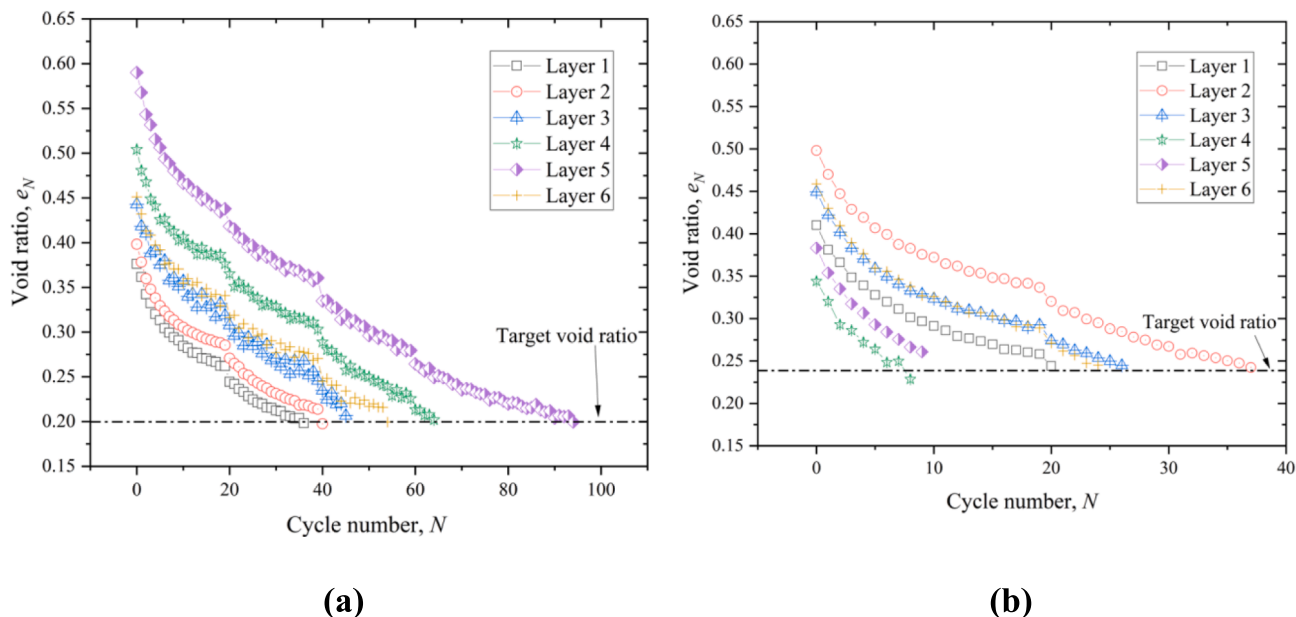 0.65
0.60
0.55
0.50
0.45
0.40
0.35
0.30
0.25
0.20
0.15
Void ratio, e_N
Layer 1
Layer 2
Layer 3
Layer 4
Layer 5
Layer 6
Target void ratio
0 20 40 60 80 100
Cycle number, N
(a)
0.65
0.60
0.55
0.50
0.45
0.40
0.35
0.30
0.25
0.20
0.15
Void ratio, e_N
Layer 1
Layer 2
Layer 3
Layer 4
Layer 5
Layer 6
Target void ratio
0 10 20 30 40
Cycle number, N
(b)